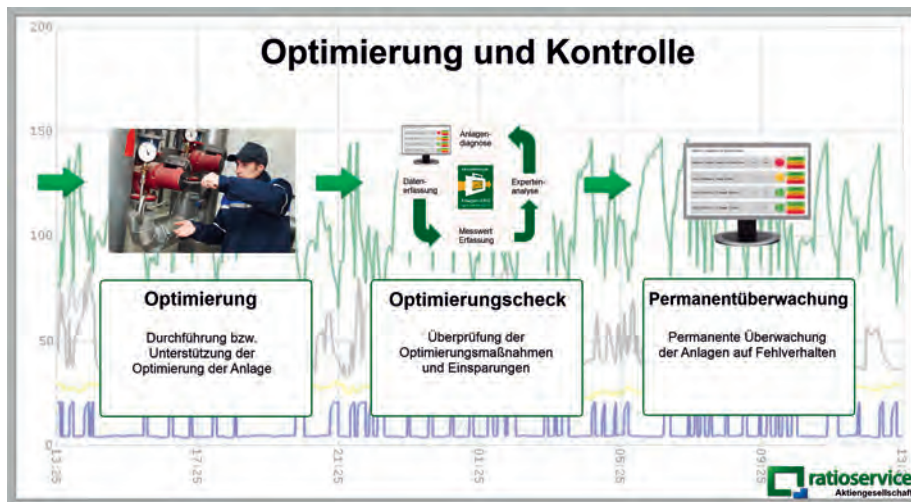 200
150
100
50
0
Optimierung und Kontrolle
Anlagen-
diagnose
Daten-
erfassung
Experten-
analyse
Messwert
Erfassung
Optimierung
Durchführung bzw.
Unterstützung der
Optimierung der Anlage
Optimierungscheck
Überprüfung der
Optimierungsmaßnahmen
und Einsparungen
Permanentüberwachung
Permanente Überwachung
der Anlagen auf Fehlverhalten
13:25
17:25
21:25
01:25
05:25
09:25
ratioservice
Aktiengesellschaft